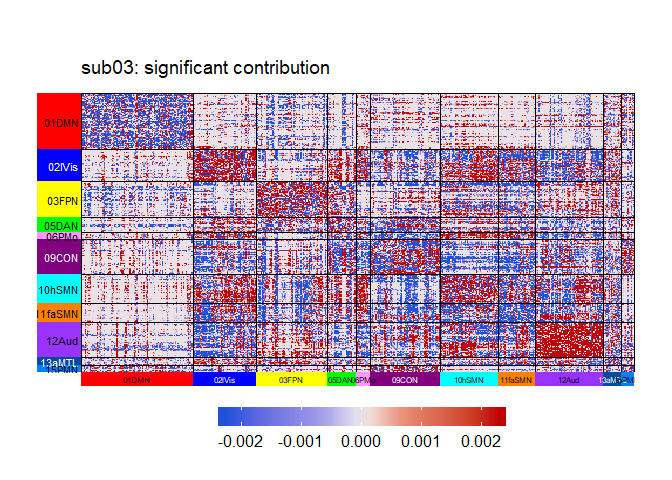 sub03: significant contribution
01DMN
02lVis
03FPN
05DAN
06PMo
09CON
10hSMN
11faSMN
12Aud
13aMTL
01DMN
02lVis
03FPN
05DAN
09CON
10hSMN
11faSMN
12Aud
-0.002 -0.001 0.000 0.001 0.002